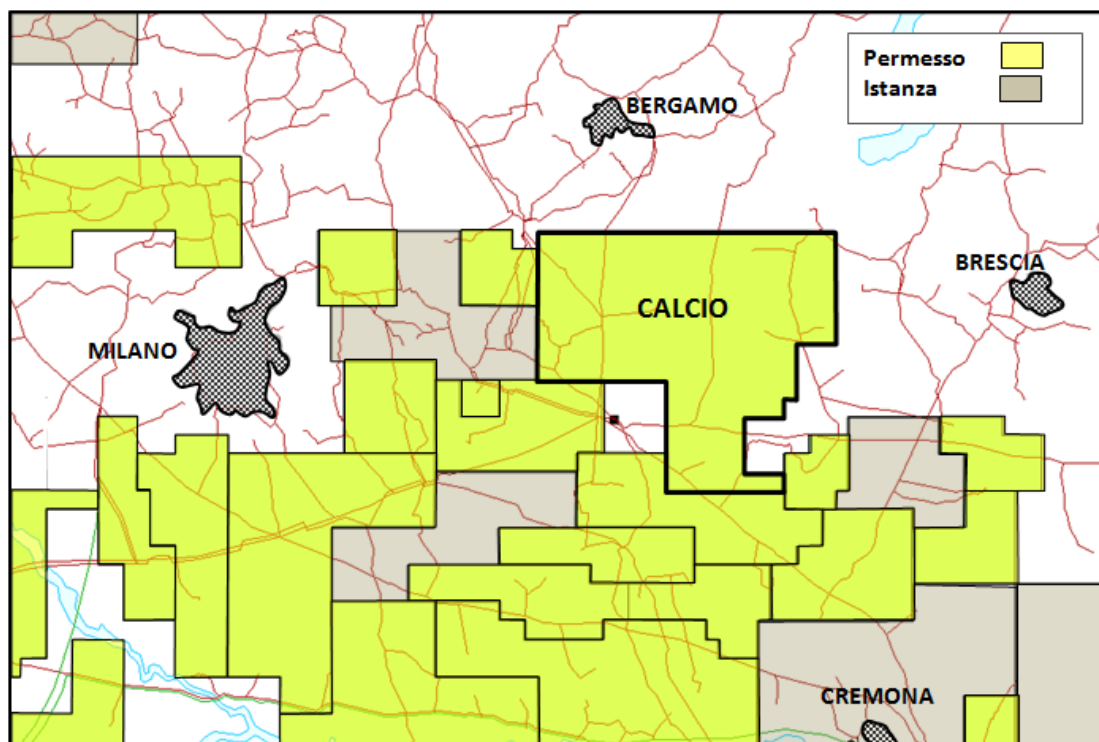 Permesso
Istanza
BERGAMO
BRESCIA
CALCIO
MILANO
CREMONA